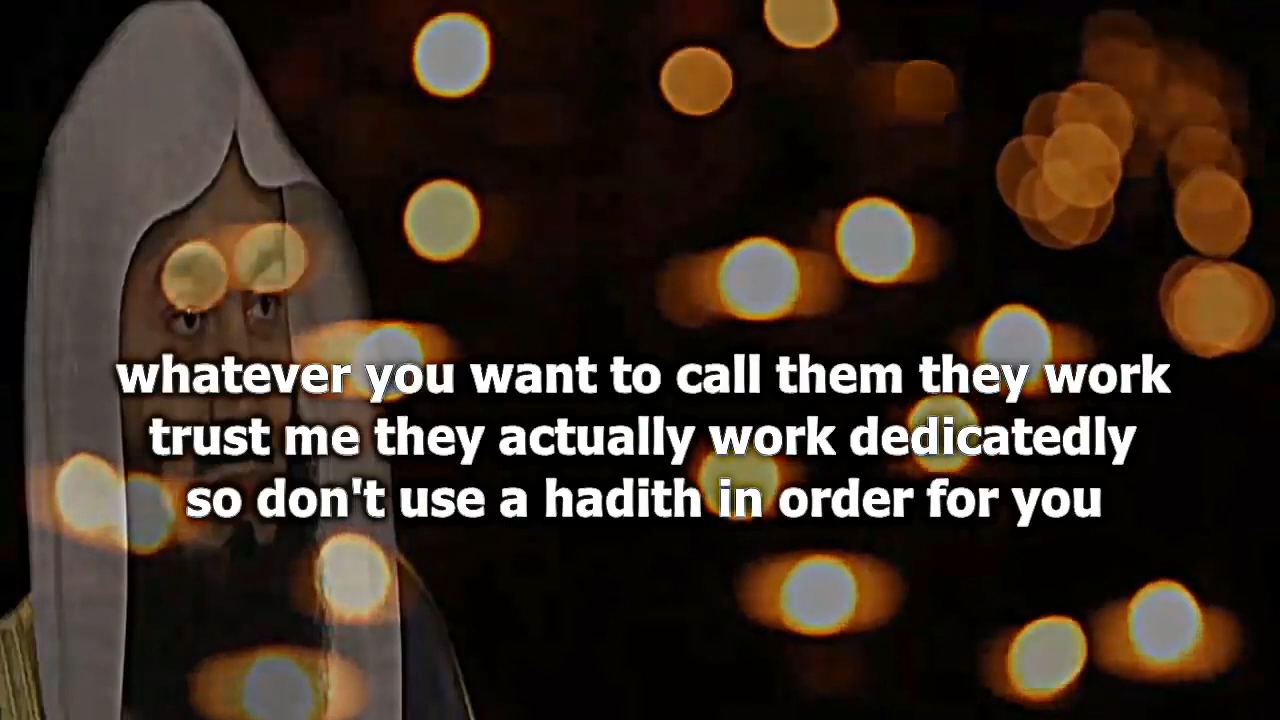 whatever you want to call them they work
trust me they actually work dedicatedly
so don't use a hadith in order for you